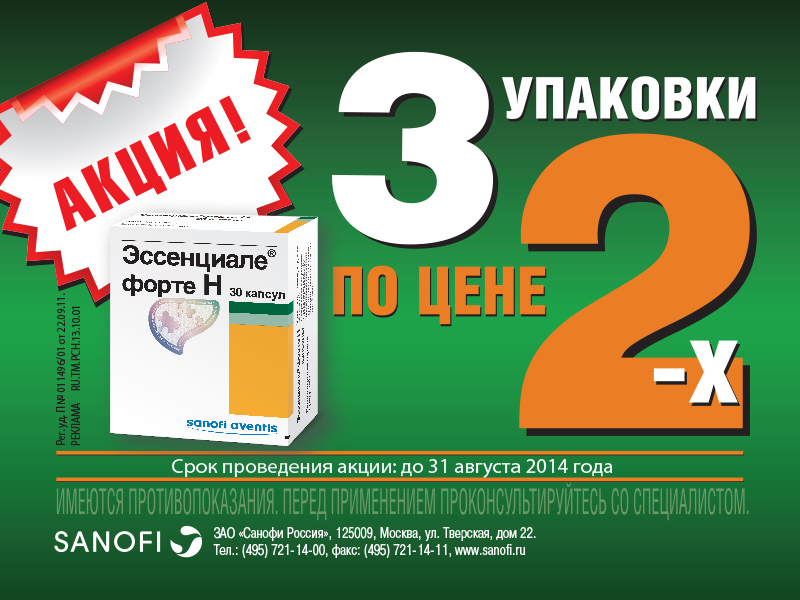 АКЦИЯ!
3 УПАКОВКИ
ПО ЦЕНЕ
2-х
Эссенциале®
форте Н 30 капсул
sanofi aventis
Рег. уд. П № 011496/01 от 22.09.11.
РЕКЛАМА RU.TM.PCH.13.10.01
Срок проведения акции: до 31 августа 2014 года
ИМЕЮТСЯ ПРОТИВОПОКАЗАНИЯ. ПЕРЕД ПРИМЕНЕНИЕМ ПРОКОНСУЛЬТИРУЙТЕСЬ СО СПЕЦИАЛИСТОМ.
SANOFI
ЗАО «Санофи Россия», 125009, Москва, ул. Тверская, дом 22.
Тел.: (495) 721-14-00, факс: (495) 721-14-11, www.sanofi.ru